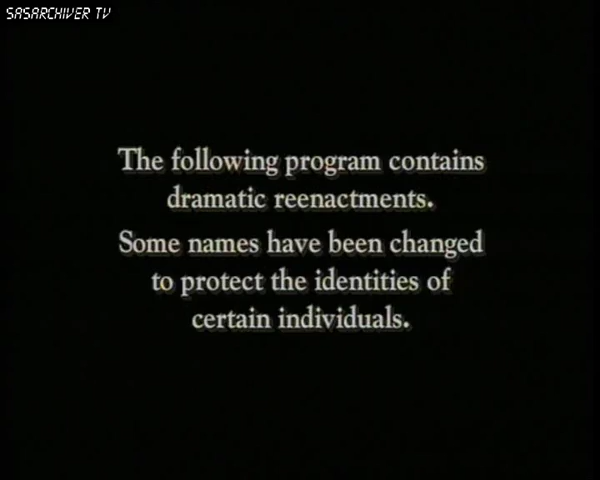 SASARCHIVER TV
The following program contains
dramatic reenactments.
Some names have been changed
to protect the identities of
certain individuals.